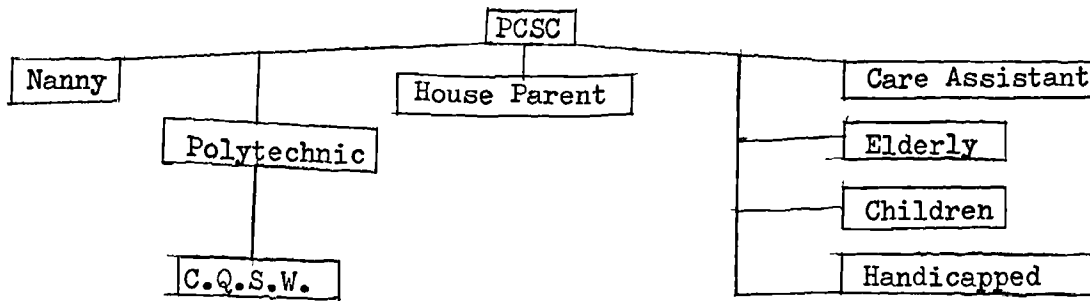 PCSC
Nanny
House Parent
Care Assistant
Polytechnic
Elderly
Children
C.Q.S.W.
Handicapped